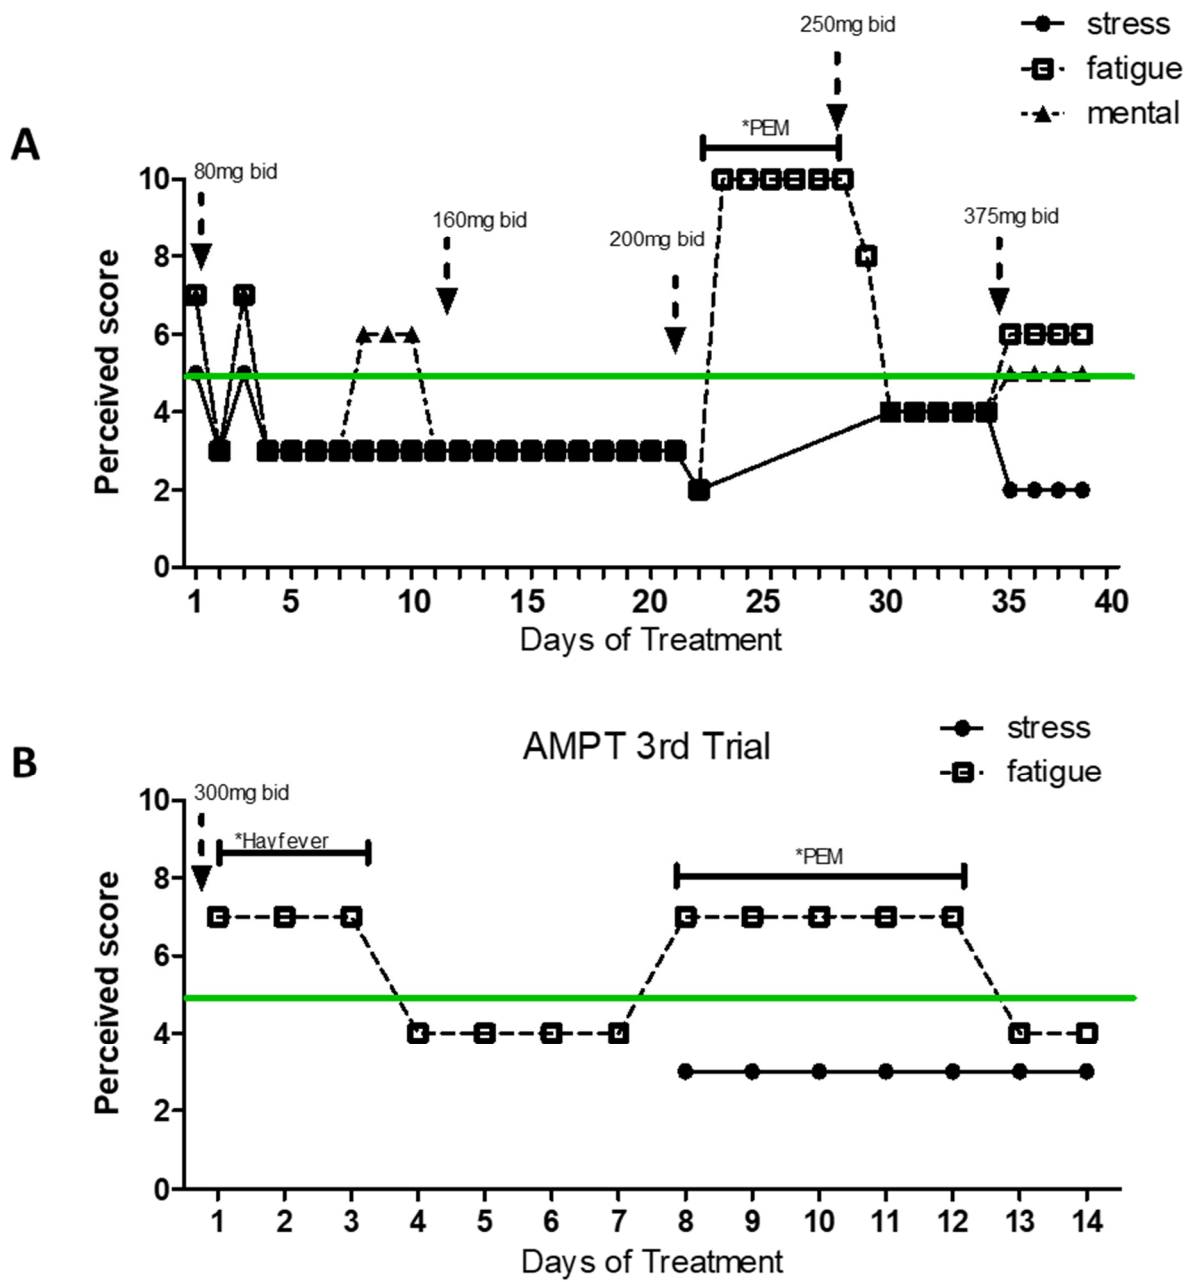 250mg bid
stress
fatigue
mental
A
*PEM
80mg bid
160mg bid
200mg bid
375mg bid
Perceived score
10
8
6
4
2
0
1 5 10 15 20 25 30 35 40
Days of Treatment
B
AMPT 3rd Trial
stress
fatigue
300mg bid
*Hayfever
*PEM
Perceived score
10
8
6
4
2
0
1 2 3 4 5 6 7 8 9 10 11 12 13 14
Days of Treatment